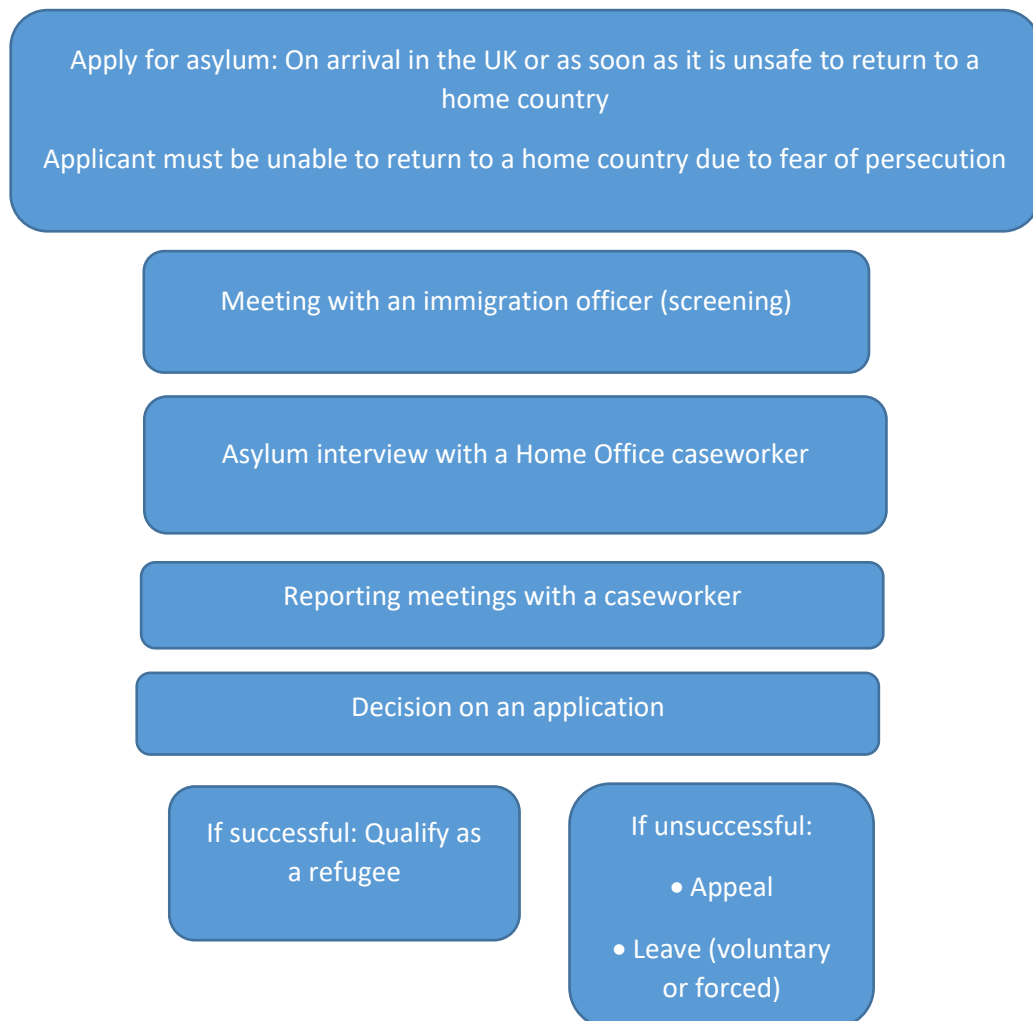 Apply for asylum: On arrival in the UK or as soon as it is unsafe to return to a
home country
Applicant must be unable to return to a home country due to fear of persecution
Meeting with an immigration officer (screening)
Asylum interview with a Home Office caseworker
Reporting meetings with a caseworker
Decision on an application
If successful: Qualify as
a refugee
If unsuccessful:
• Appeal
• Leave (voluntary
or forced)